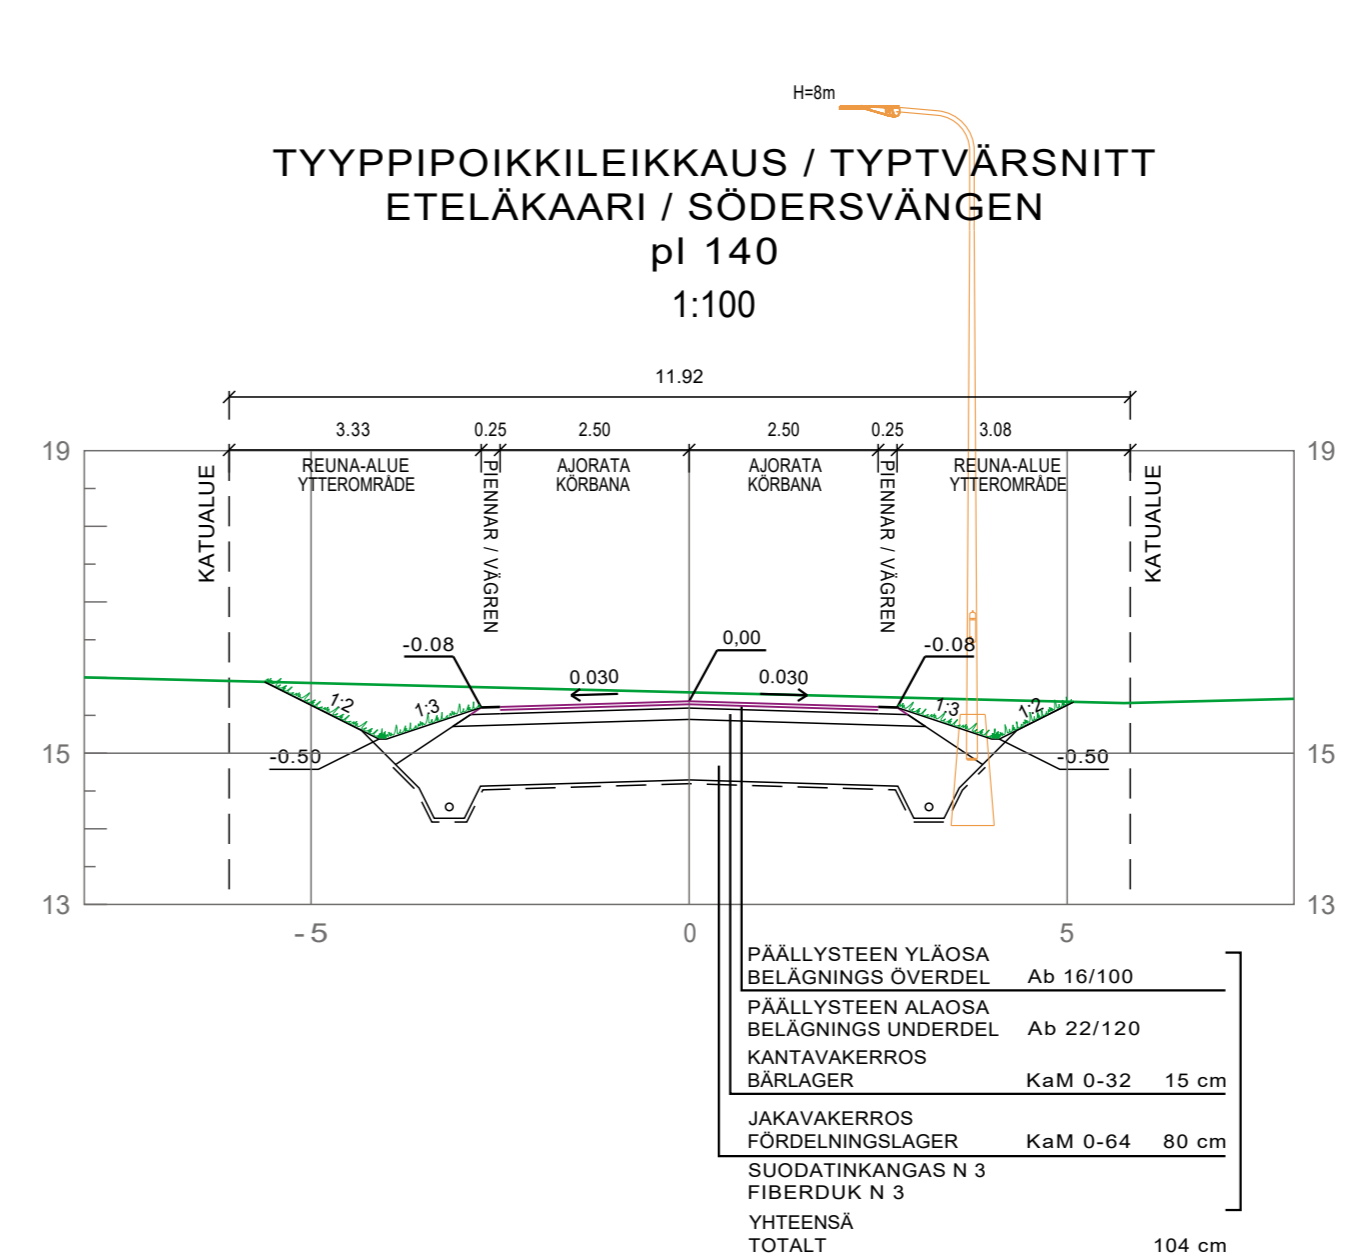 H=8m
TYYPPIPOIKKILEIKKAUS / TYPTVÄRSNITT
ETELÄKAARI / SÖDERSVÄNGEN
pl 140
1:100
11.92
3.33 0.25 2.50 2.50 0.25 3.08
19 19
REUNA-ALUE
YTTEROMRÅDE
AJORATA
KÖRBANA
AJORATA
KÖRBANA
REUNA-ALUE
YTTEROMRÅDE
KATUALUE
PIENNAR / VÄGREN
PIENNAR / VÄGREN
KATUALUE
-0.08 0,00 -0.08
0.030 0.030
1:2 1:3 1:3 1:2
-0.50 -0.50
15 15
13 13
-5 0 5
PÄÄLLYSTEEN YLÄOSA
BELÄGNINGS ÖVERDEL Ab 16/100
PÄÄLLYSTEEN ALAOSA
BELÄGNINGS UNDERDEL Ab 22/120
KANTAVAKERROS
BÄRLAGER KaM 0-32 15 cm
JAKAVAKERROS
FÖRDELNINGSLAGER KaM 0-64 80 cm
SUODATINKANGAS N 3
FIBERDUK N 3
YHTEENSÄ
TOTALT 104 cm